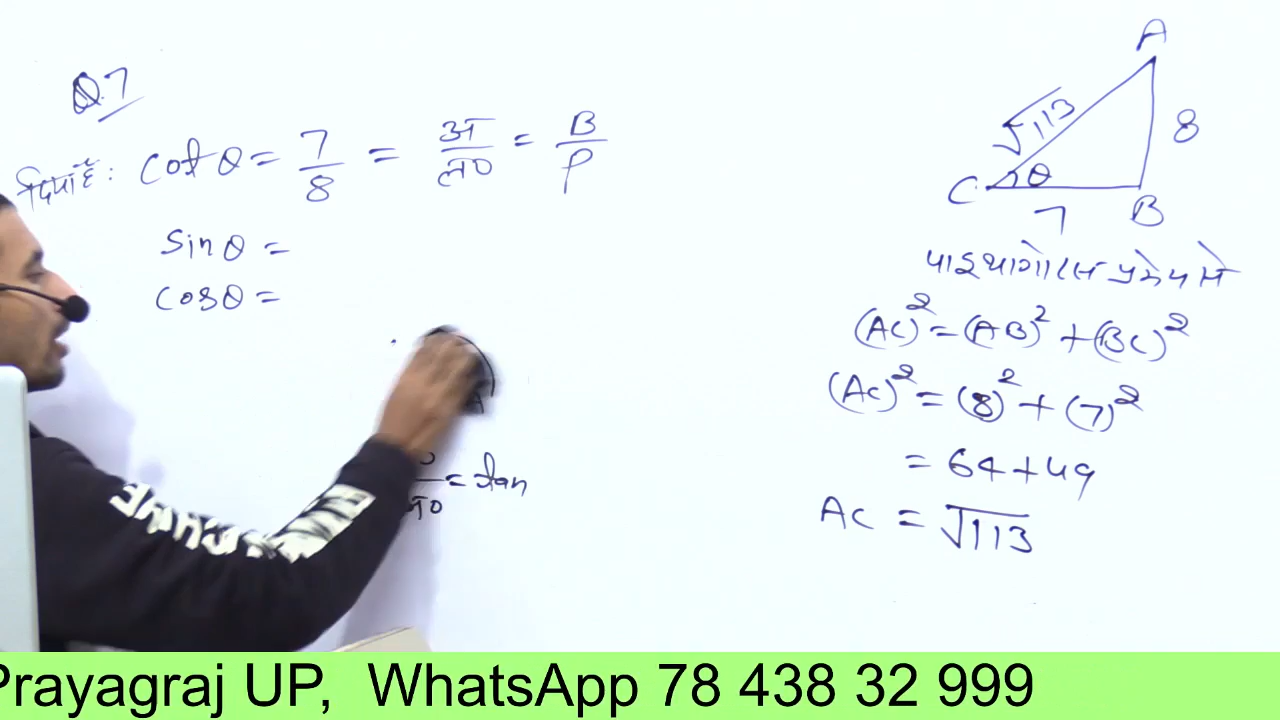 Q.7
दिया है: cot θ = 7/8 = आ/ल० = B/P
sin θ =
cos θ =
= tan
A
√113
8
C θ
7 B
पाइथागोरस प्रमेय से
(AC)² = (AB)² + (BC)²
(AC)² = (8)² + (7)²
= 64 + 49
AC = √113
Prayagraj UP, WhatsApp 78 438 32 999